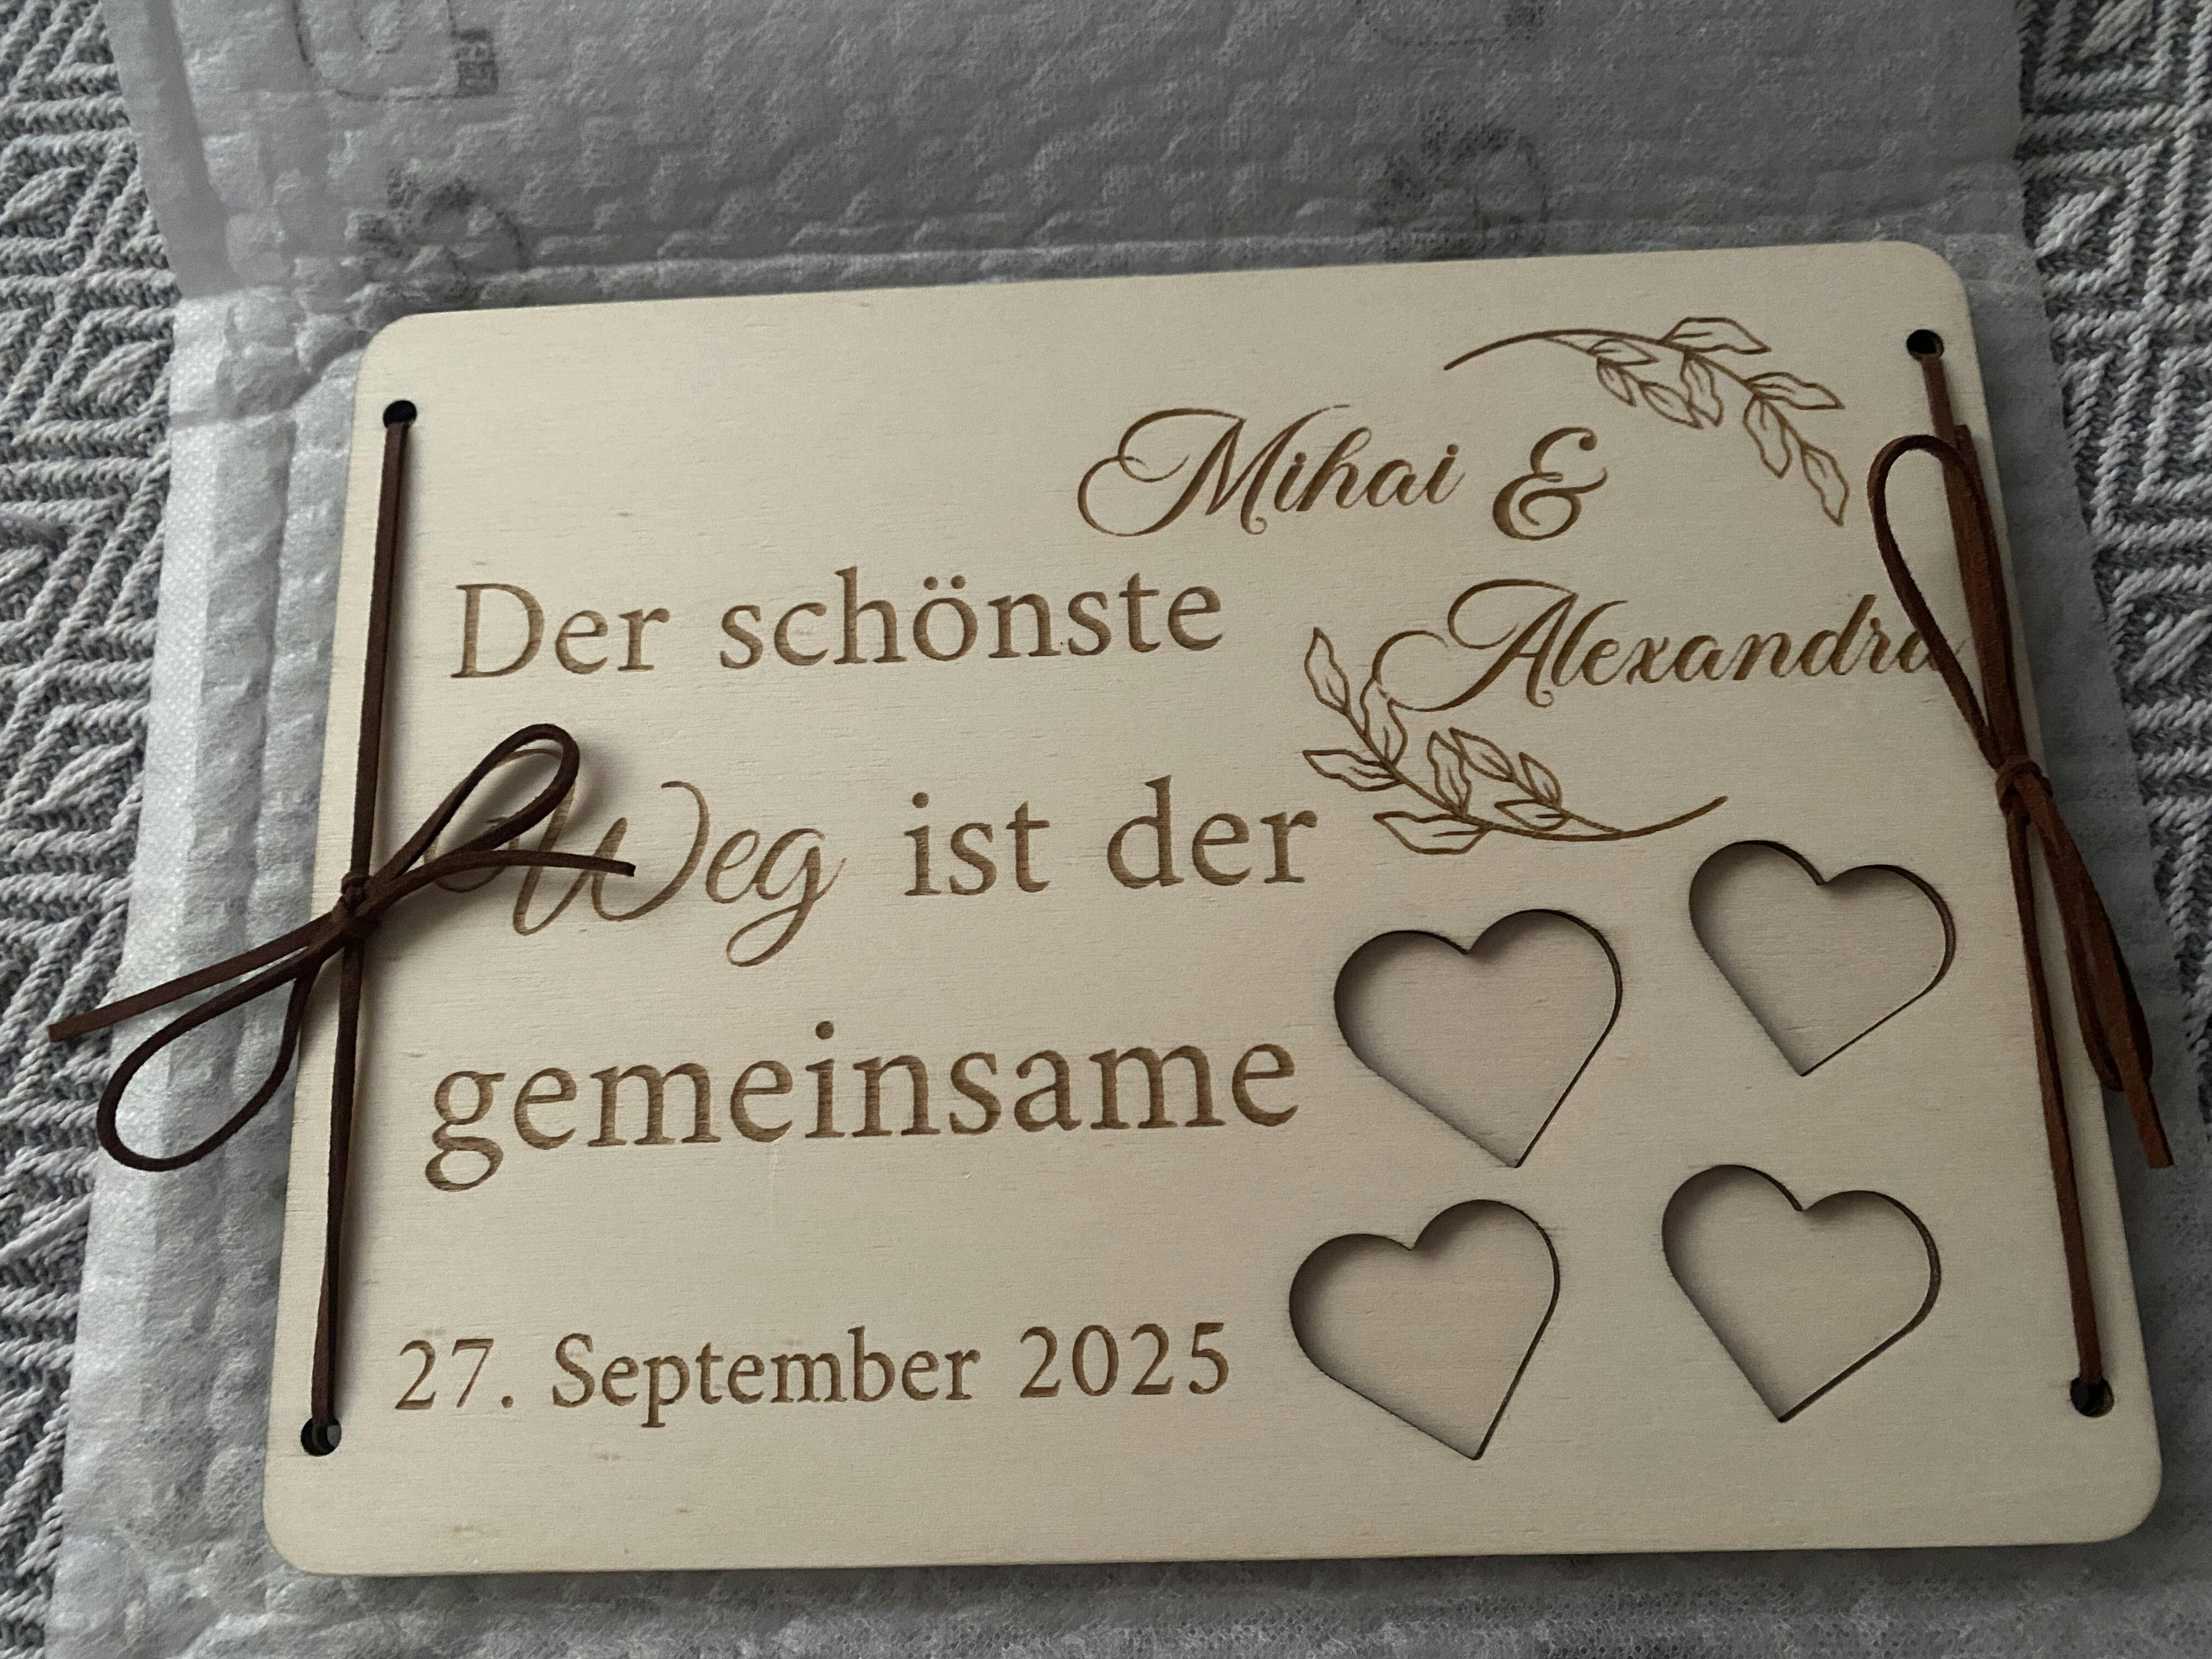 Mihai &
Alexandra
Der schönste
Weg ist der
gemeinsame
27. September 2025